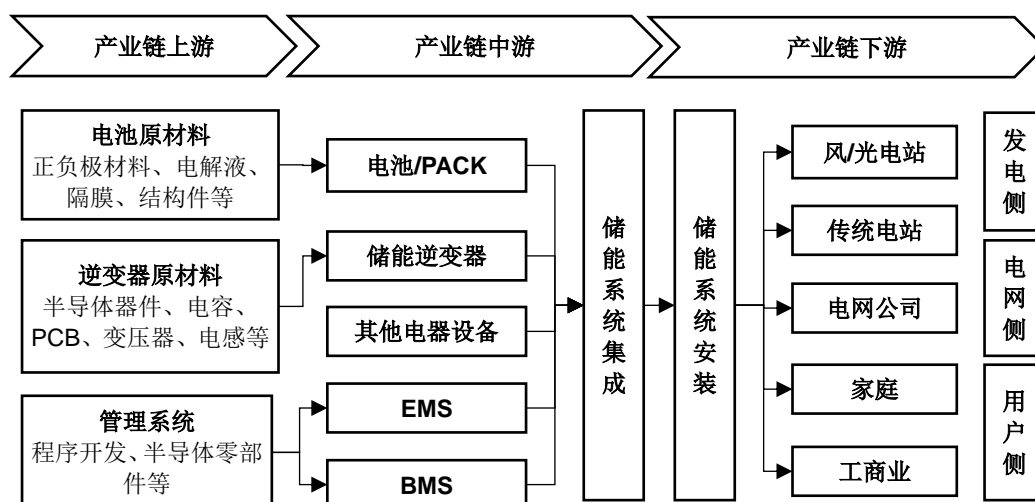 产业链上游
产业链中游
产业链下游
电池原材料
正负极材料、电解液、
隔膜、结构件等
逆变器原材料
半导体器件、电容、
PCB、变压器、电感等
管理系统
程序开发、半导体零部
件等
电池/PACK
储能逆变器
其他电器设备
EMS
BMS
储能系统集成
储能系统安装
风/光电站
传统电站
电网公司
家庭
工商业
发电侧
电网侧
用户侧